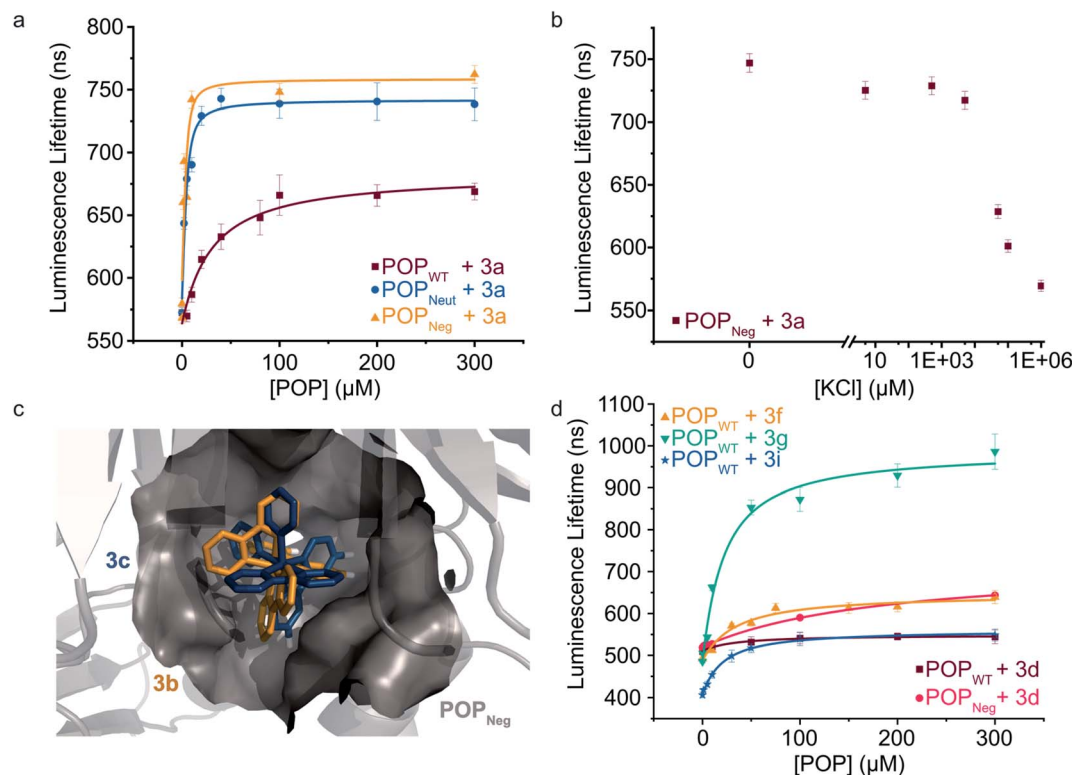 a
Luminescence Lifetime (ns)
800
750
700
650
600
550
0
100
200
300
[POP] (µM)
POPWT + 3a
POPNeut + 3a
POPNeg + 3a
b
Luminescence Lifetime (ns)
750
700
650
600
550
0
10
1E+03
1E+06
[KCl] (µM)
POPNeg + 3a
c
3c
3b
POPNeg
d
Luminescence Lifetime (ns)
1100
1000
900
800
700
600
500
400
0
100
200
300
[POP] (µM)
POPWT + 3f
POPWT + 3g
POPWT + 3i
POPWT + 3d
POPNeg + 3d